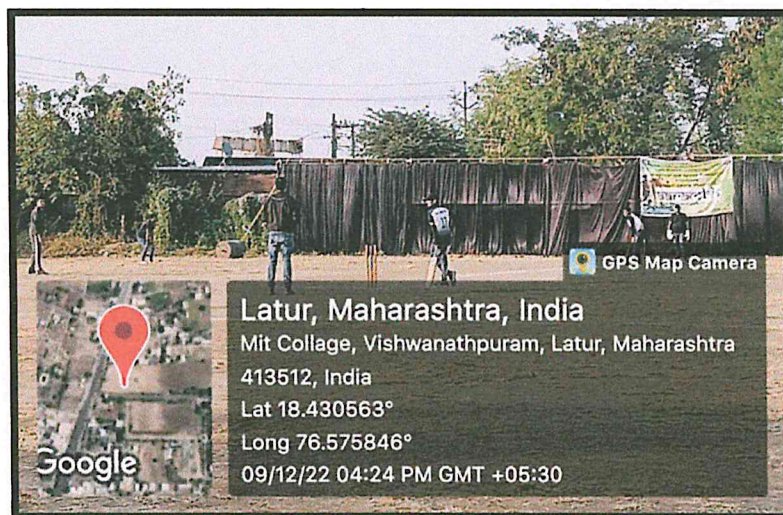 GPS Map Camera
Latur, Maharashtra, India
Mit Collage, Vishwanathpuram, Latur, Maharashtra
413512, India
Lat 18.430563°
Long 76.575846°
09/12/22 04:24 PM GMT +05:30
Google